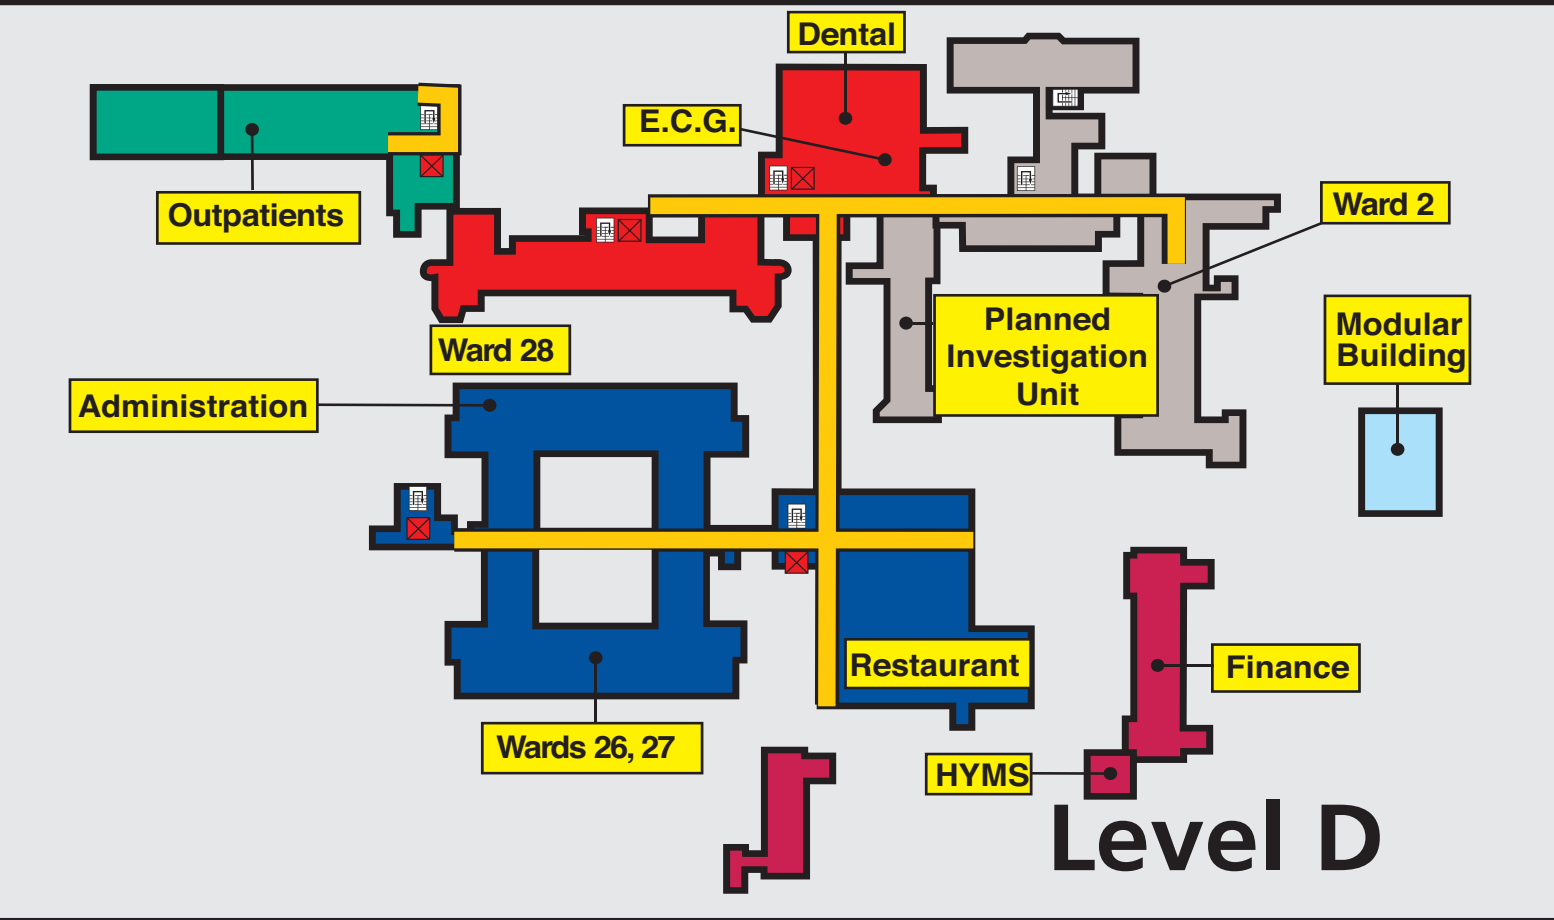 Dental
E.C.G.
Outpatients
Ward 2
Planned
Investigation
Unit
Modular
Building
Ward 28
Administration
Restaurant
Finance
Wards 26, 27
HYMS
Level D